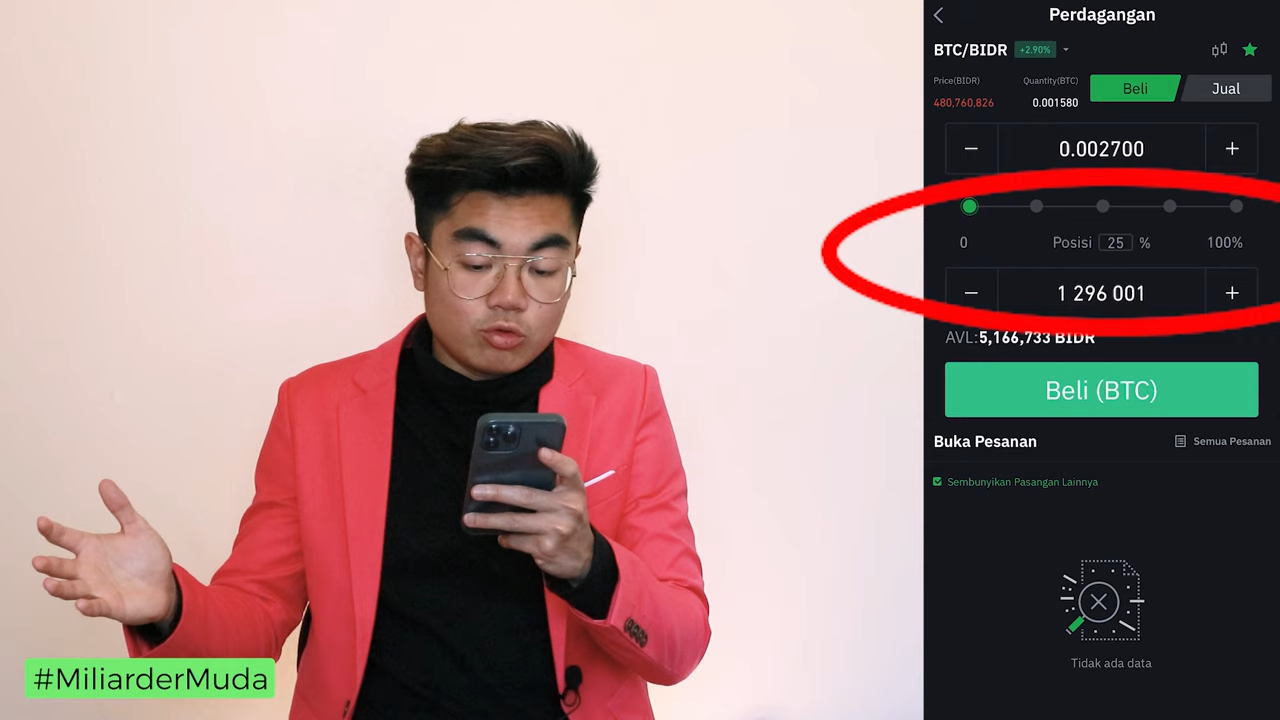 Perdagangan
BTC/BIDR +2.90%
Price(BIDR) Quantity(BTC)
480,760,826 0.001580
Beli Jual
− 0.002700 +
0 Posisi 25 % 100%
− 1 296 001 +
AVL:5,166,733 BIDR
Beli (BTC)
Buka Pesanan Semua Pesanan
Sembunyikan Pasangan Lainnya
Tidak ada data
#MiliarderMuda